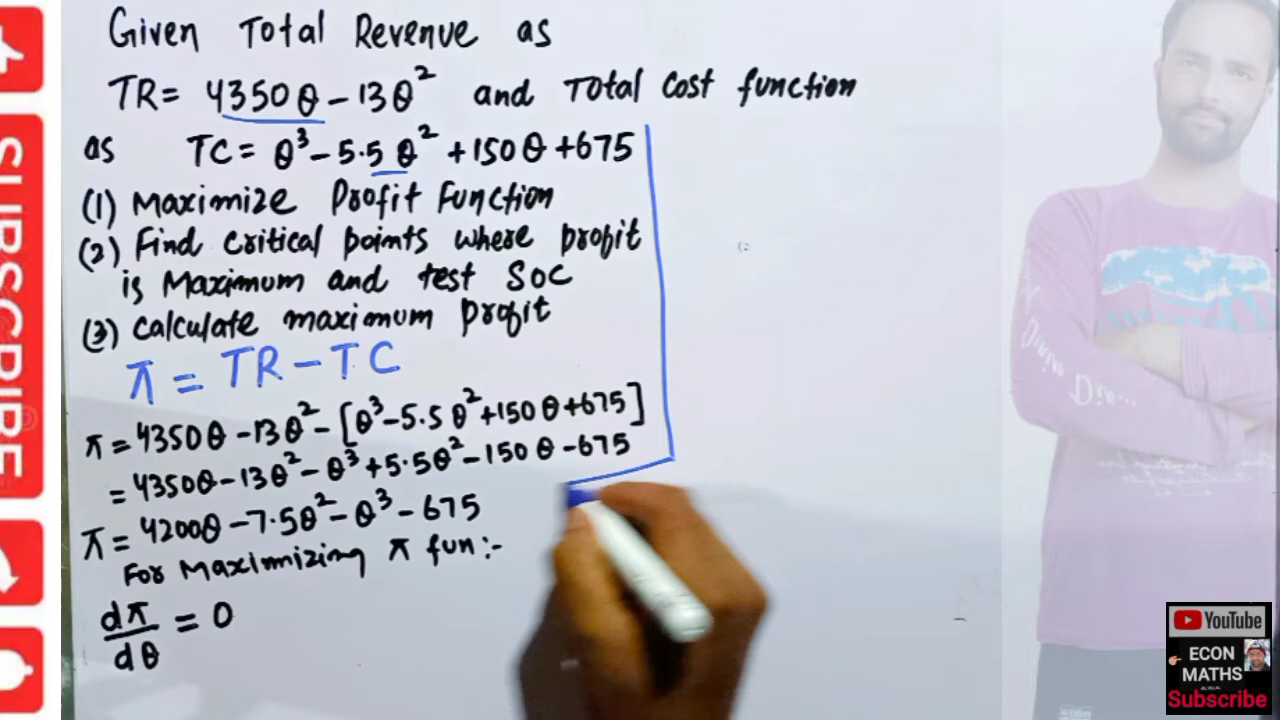 Given Total Revenue as
TR= 4350θ-13θ² and Total Cost function
as TC= θ³-5.5θ²+150θ+675
(1) Maximize Profit Function
(2) Find critical points where profit
is Maximum and test SOC
(3) calculate maximum profit
π = TR-TC
π = 4350θ-13θ²-[θ³-5.5θ²+150θ+675]
= 4350θ-13θ²-θ³+5.5θ²-150θ-675
π = 4200θ-7.5θ²-θ³-675
For Maximizing π fun:-
dπ/dθ = 0
SUBSCRIBE
YouTube
ECON
MATHS
Subscribe